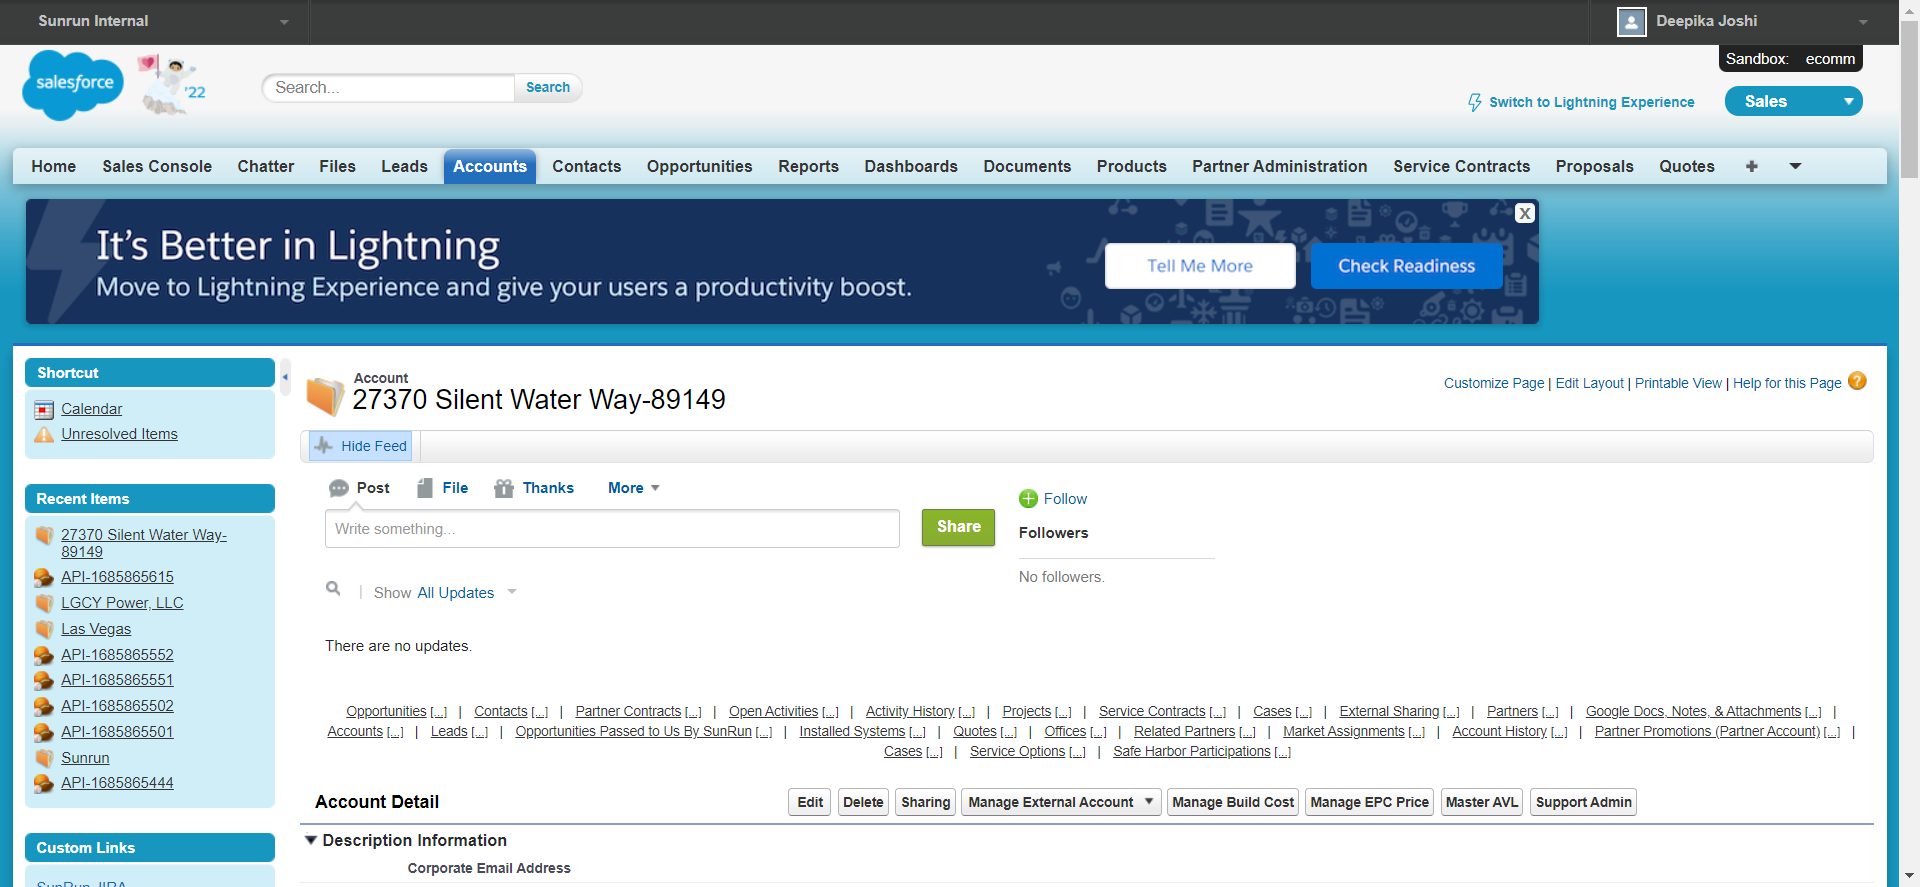 Sunrun Internal
Deepika Joshi
Sandbox: ecomm
salesforce
'22
Search...
Search
Switch to Lightning Experience
Sales
Home Sales Console Chatter Files Leads Accounts Contacts Opportunities Reports Dashboards Documents Products Partner Administration Service Contracts Proposals Quotes +
It's Better in Lightning
Move to Lightning Experience and give your users a productivity boost.
Tell Me More
Check Readiness
X
Shortcut
Calendar
Unresolved Items
Recent Items
27370 Silent Water Way-
89149
API-1685865615
LGCY Power, LLC
Las Vegas
API-1685865552
API-1685865551
API-1685865502
API-1685865501
Sunrun
API-1685865444
Custom Links
SunRun JIRA
Account
27370 Silent Water Way-89149
Customize Page | Edit Layout | Printable View | Help for this Page ?
Hide Feed
Post File Thanks More
Write something...
Share
Follow
Followers
No followers.
Show All Updates
There are no updates.
Opportunities [...] | Contacts [...] | Partner Contracts [...] | Open Activities [...] | Activity History [...] | Projects [...] | Service Contracts [...] | Cases [...] | External Sharing [...] | Partners [...] | Google Docs, Notes, & Attachments [...] |
Accounts [...] | Leads [...] | Opportunities Passed to Us By SunRun [...] | Installed Systems [...] | Quotes [...] | Offices [...] | Related Partners [...] | Market Assignments [...] | Account History [...] | Partner Promotions (Partner Account) [...] |
Cases [...] | Service Options [...] | Safe Harbor Participations [...]
Account Detail
Edit Delete Sharing Manage External Account Manage Build Cost Manage EPC Price Master AVL Support Admin
Description Information
Corporate Email Address